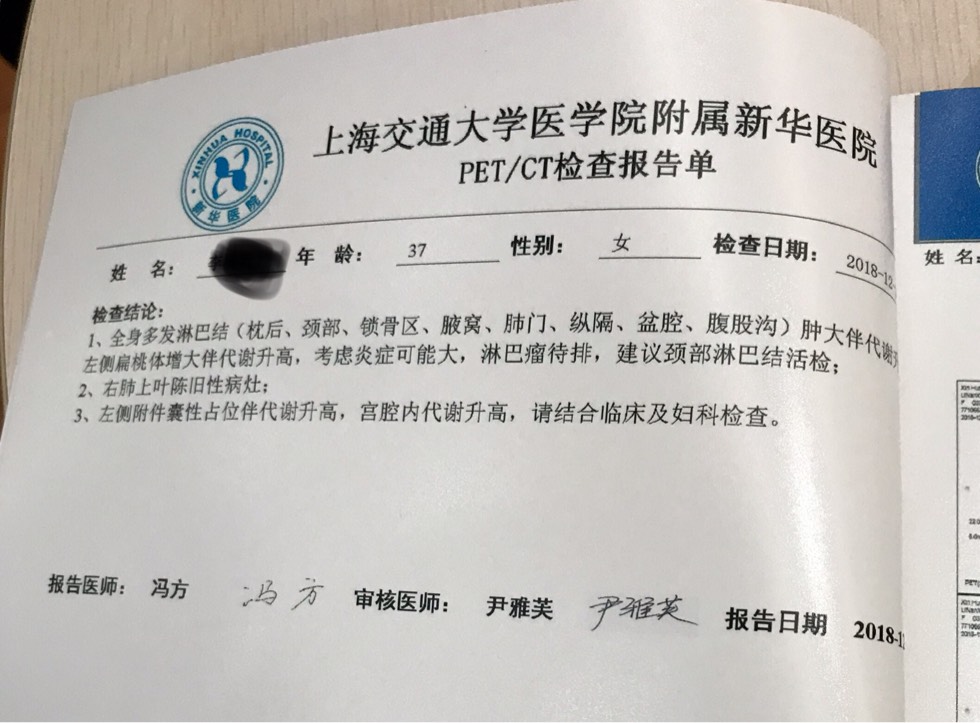 XINHUA HOSPITAL
新华医院
上海交通大学医学院附属新华医院
PET/CT检查报告单
姓 名: 年 龄: 37 性别: 女 检查日期: 2018-12-
检查结论:
1、全身多发淋巴结（枕后、颈部、锁骨区、腋窝、肺门、纵隔、盆腔、腹股沟）肿大伴代谢
左侧扁桃体增大伴代谢升高，考虑炎症可能大，淋巴瘤待排，建议颈部淋巴结活检；
2、右肺上叶陈旧性病灶；
3、左侧附件囊性占位伴代谢升高，宫腔内代谢升高，请结合临床及妇科检查。
报告医师: 冯方 冯方 审核医师: 尹雅芙 尹雅芙 报告日期 2018-1
姓 名: